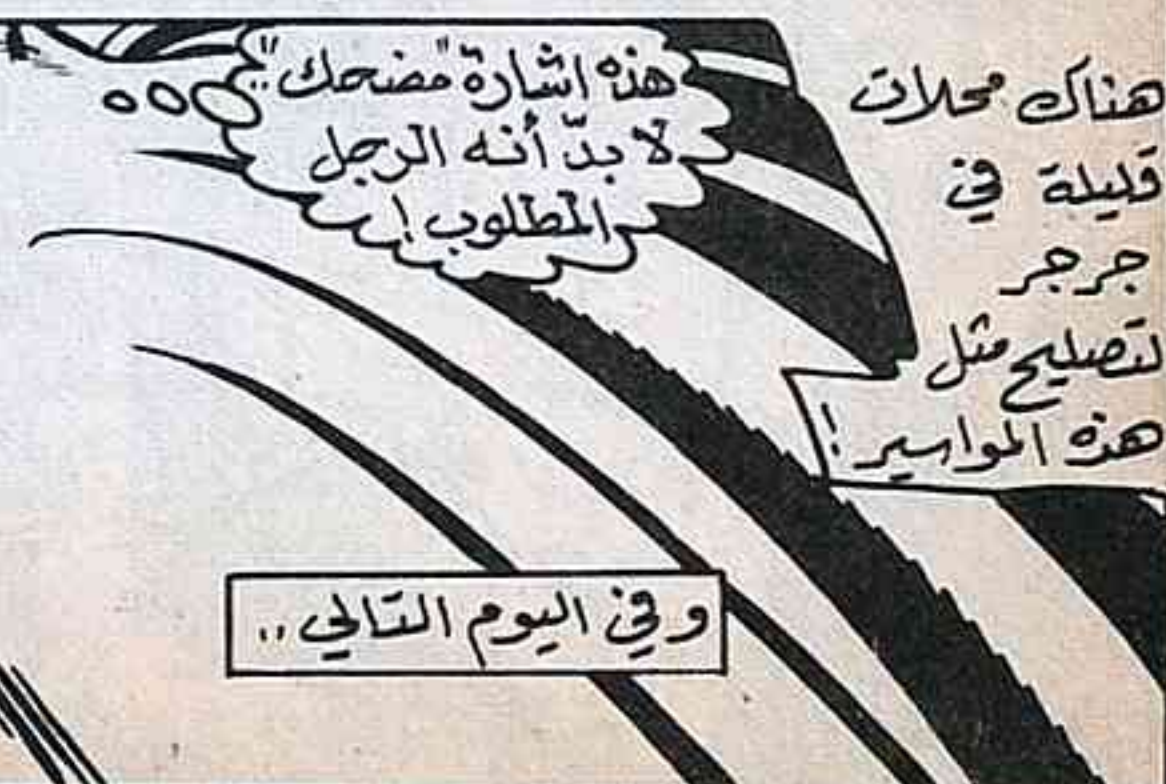 هناك محلات
قليلة في
جرجر
لتصليح مثل
هذه المواسير!
هذه اشارة "مضحك"..
لا بدّ أنه الرجل
المطلوب!
وفي اليوم التالي..